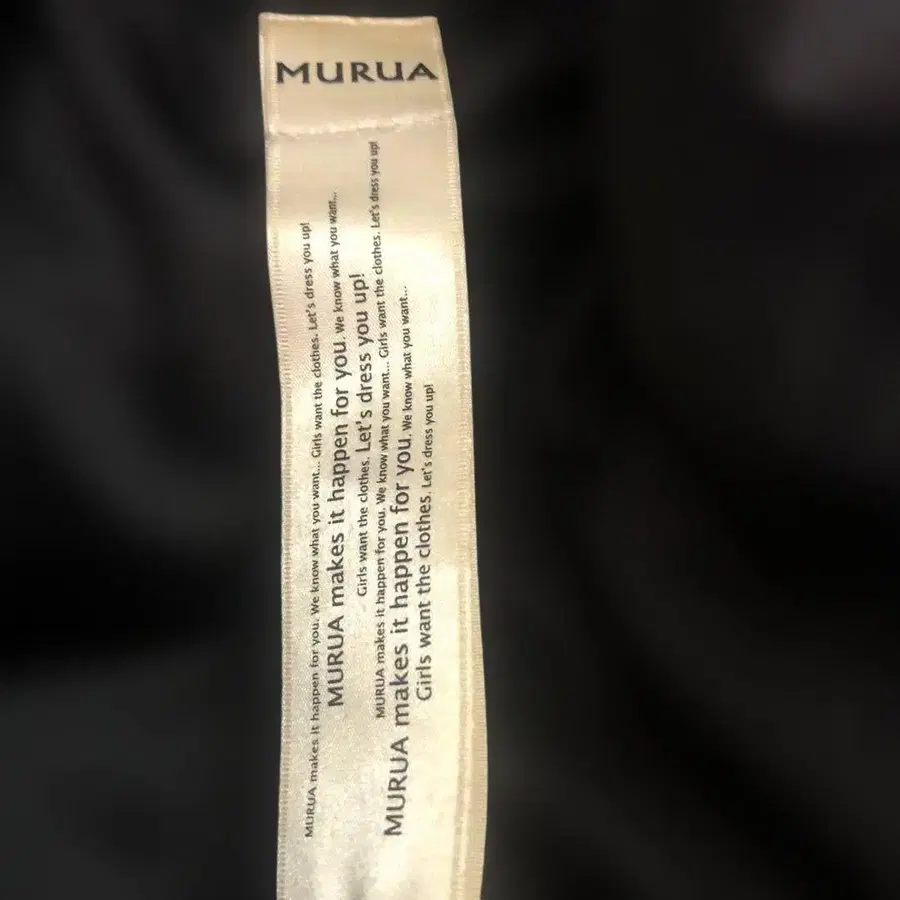 MURUA
MURUA makes it happen for you. We know what you want... Girls want the clothes. Let's dress you up!
MURUA makes it happen for you. We know what you want...
Girls want the clothes. Let's dress you up!
MURUA makes it happen for you. We know what you want... Girls want the clothes. Let's dress you up!
MURUA makes it happen for you. We know what you want...
Girls want the clothes. Let's dress you up!